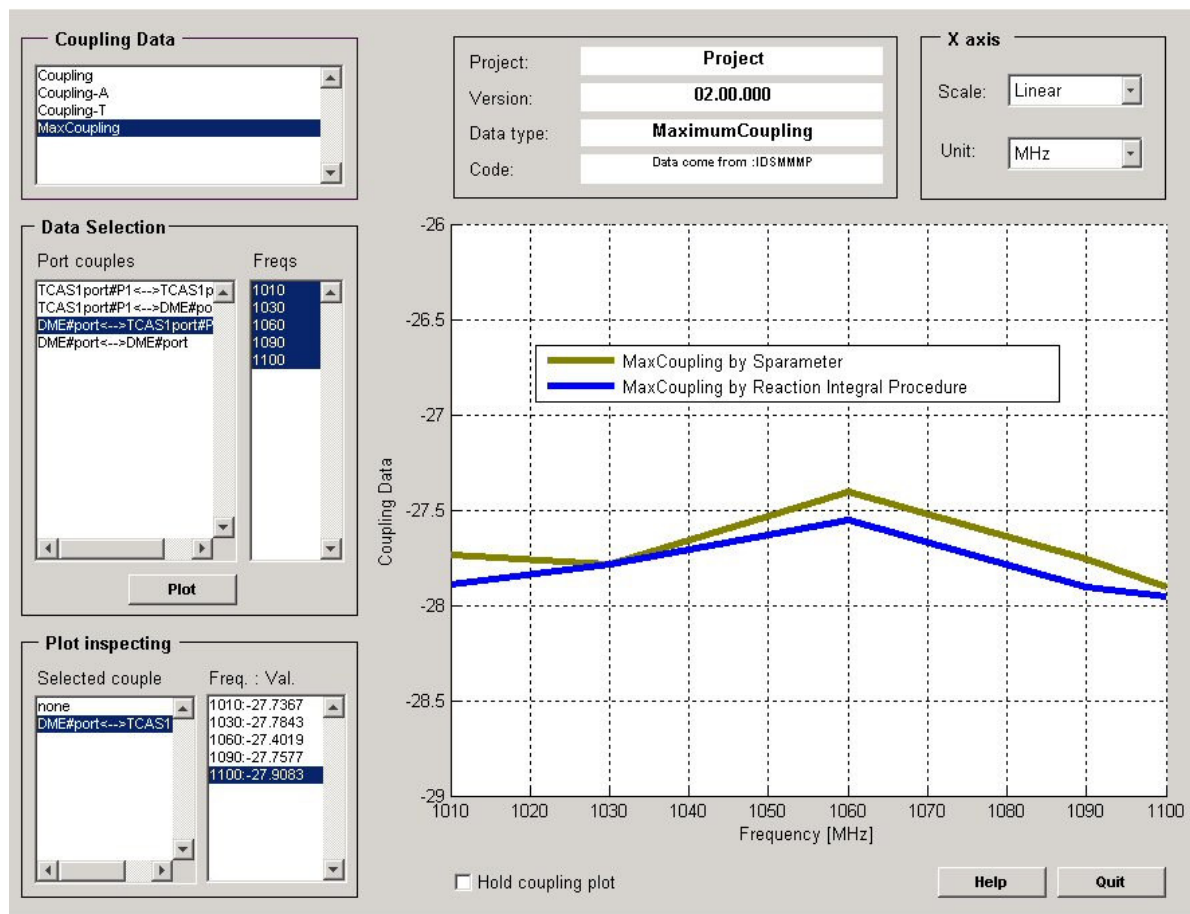 Coupling Data
Coupling
Coupling-A
Coupling-T
MaxCoupling
Project: Project
Version: 02.00.000
Data type: MaximumCoupling
Code: Data come from :IDSMMMP
X axis
Scale: Linear
Unit: MHz
Data Selection
Port couples Freqs
TCAS1port#P1<-->TCAS1p
TCAS1port#P1<-->DME#po
DME#port<-->TCAS1port#P
DME#port<-->DME#port
1010
1030
1060
1090
1100
Plot
Plot inspecting
Selected couple Freq. : Val.
none
DME#port<-->TCAS1
1010:-27.7367
1030:-27.7843
1060:-27.4019
1090:-27.7577
1100:-27.9083
-26
-26.5
-27
-27.5
-28
-28.5
-29
Coupling Data
MaxCoupling by Sparameter
MaxCoupling by Reaction Integral Procedure
1010 1020 1030 1040 1050 1060 1070 1080 1090 1100
Frequency [MHz]
Hold coupling plot
Help
Quit